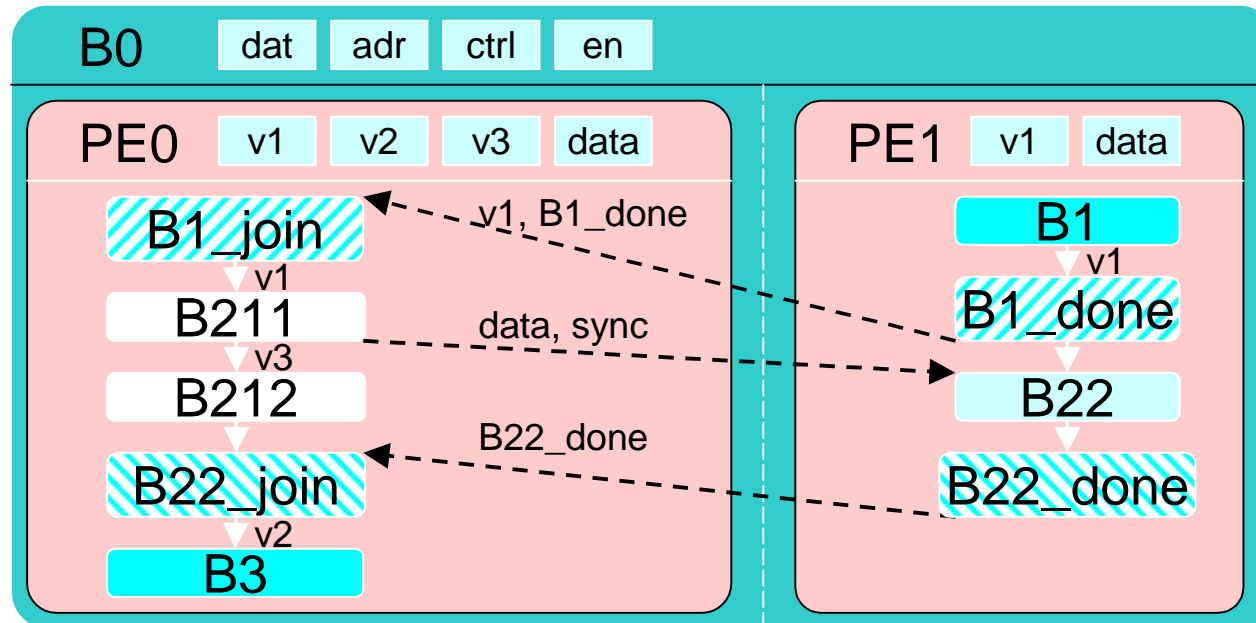 B0 dat adr ctrl en
PE0 v1 v2 v3 data
B1_join
v1
B211
v3
B212
B22_join
v2
B3
v1, B1_done
data, sync
B22_done
PE1 v1 data
B1
v1
B1_done
B22
B22_done